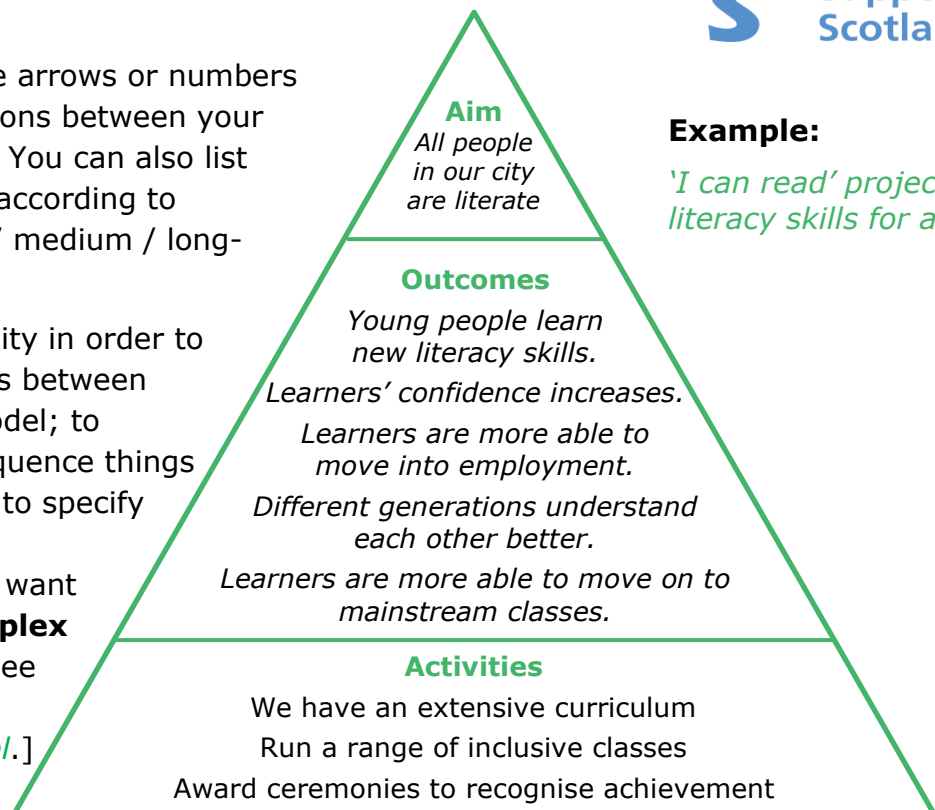 Scotla
e arrows or numbers
ons between your
You can also list
according to
medium / long-
ity in order to
s between
del; to
quence things
to specify
want
plex
ee
.]
Aim
All people
in our city
are literate
Outcomes
Young people learn
new literacy skills.
Learners’ confidence increases.
Learners are more able to
move into employment.
Different generations understand
each other better.
Learners are more able to move on to
mainstream classes.
Activities
We have an extensive curriculum
Run a range of inclusive classes
Award ceremonies to recognise achievement
Example:
‘I can read’ projec
literacy skills for a